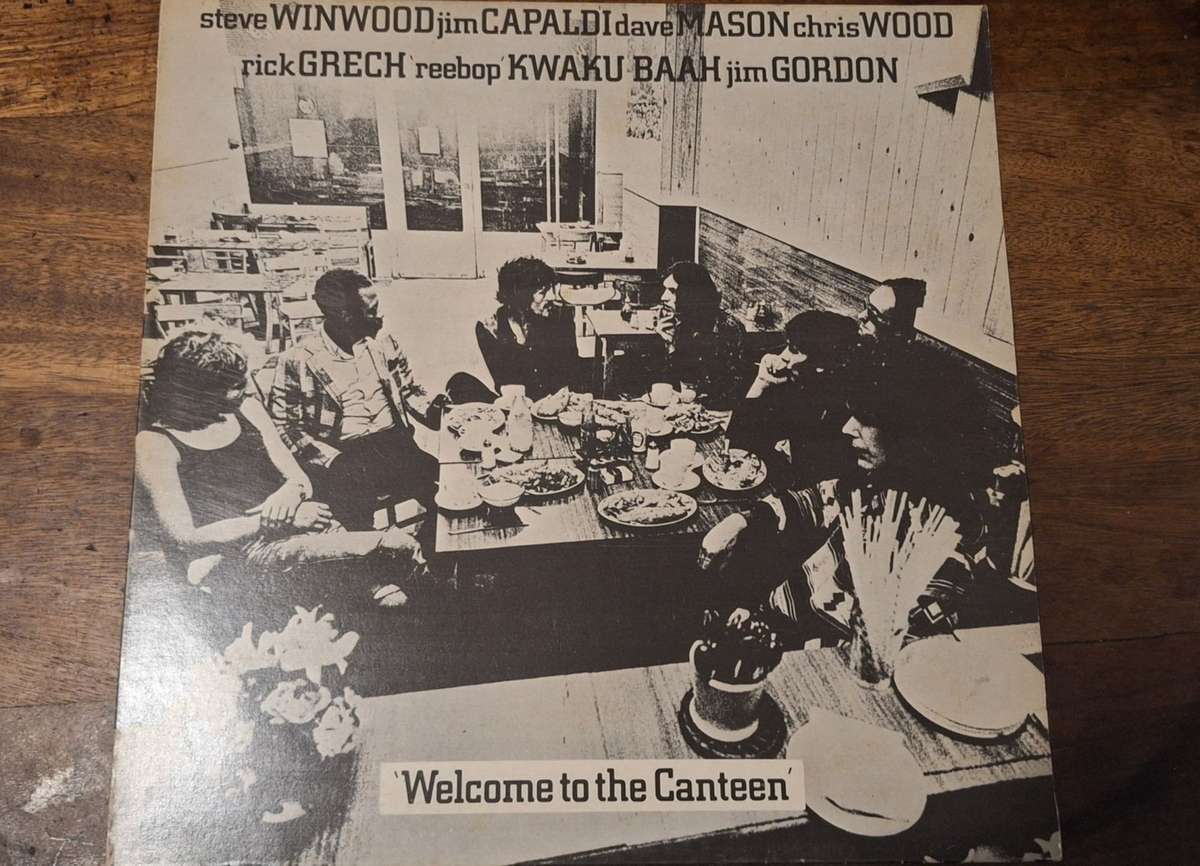 steve WINWOOD jim CAPALDI dave MASON chris WOOD
rick GRECH 'reebop' KWAKU BAAH jim GORDON
'Welcome to the Canteen'